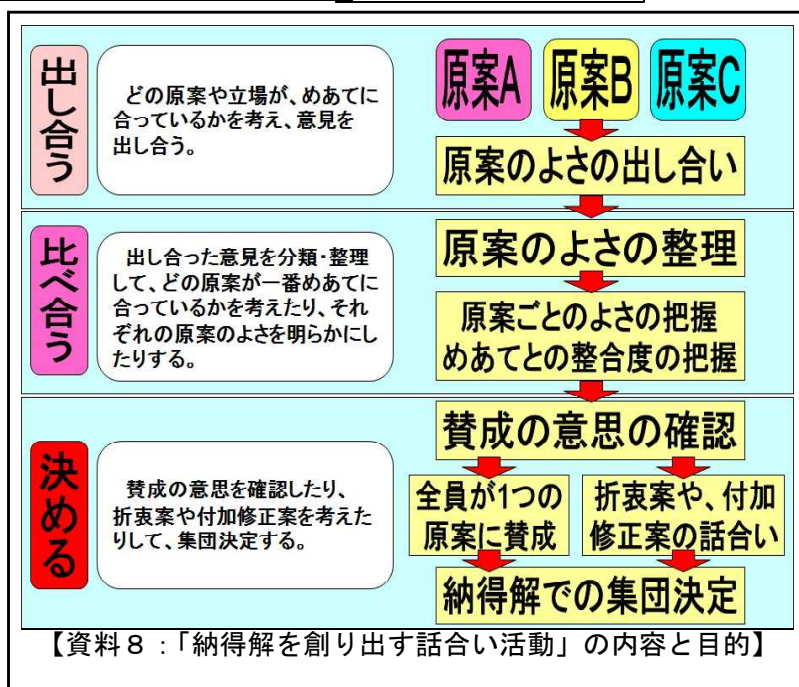 出し合う
どの原案や立場が、めあてに
合っているかを考え、意見を
出し合う。
原案A
原案B
原案C
原案のよさの出し合い
比べ合う
出し合った意見を分類・整理
して、どの原案が一番めあてに
合っているかを考えたり、それ
ぞれの原案のよさを明らかにし
たりする。
原案のよさの整理
原案ごとのよさの把握
めあてとの整合度の把握
決める
賛成の意思を確認したり、
折衷案や付加修正案を考えた
りして、集団決定する。
賛成の意思の確認
全員が1つの
原案に賛成
折衷案や、付加
修正案の話合い
納得解での集団決定
【資料8:「納得解を創り出す話合い活動」の内容と目的】